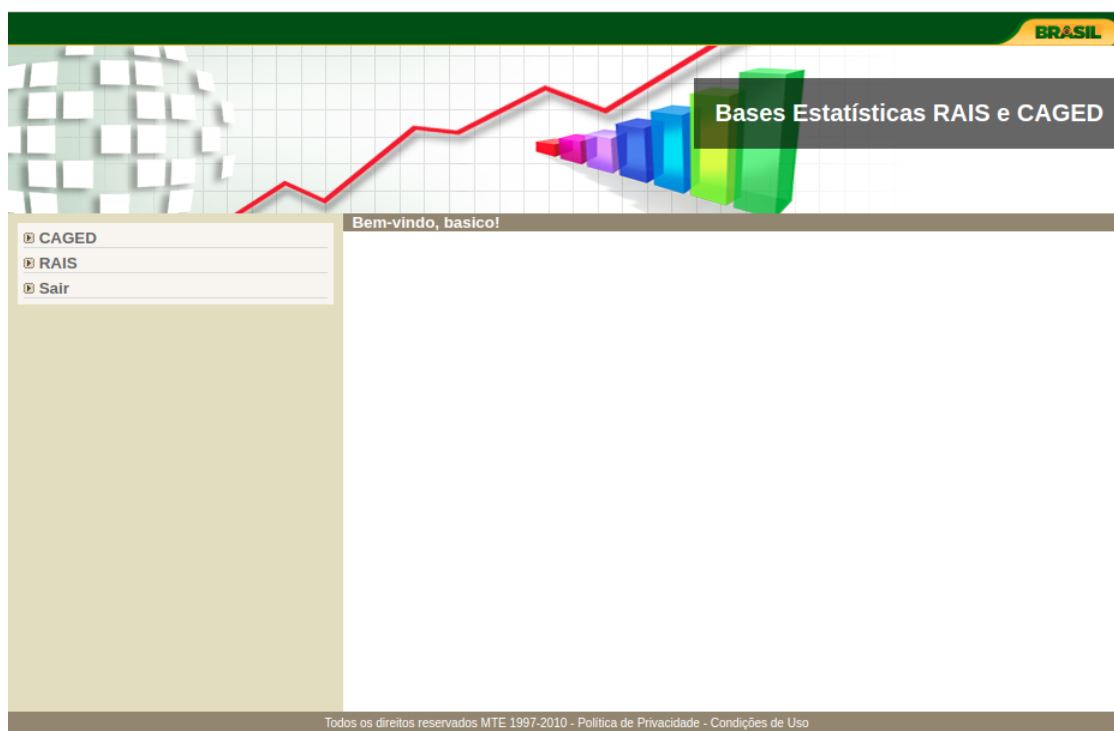 BRASIL
Bases Estatísticas RAIS e CAGED
Bem-vindo, basico!
CAGED
RAIS
Sair
Todos os direitos reservados MTE 1997-2010 - Política de Privacidade - Condições de Uso